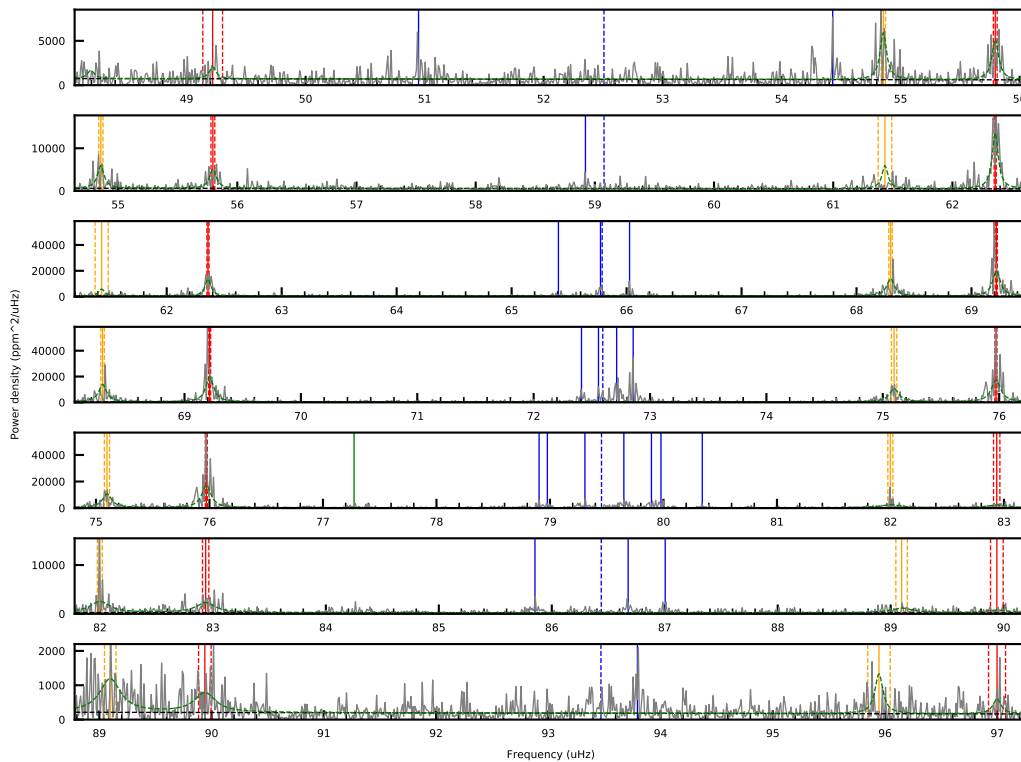 5000
0
49 50 51 52 53 54 55 56
10000
0
55 56 57 58 59 60 61 62
40000
20000
0
62 63 64 65 66 67 68 69
40000
20000
0
69 70 71 72 73 74 75 76
Power density (ppm^2/uHz)
40000
20000
0
75 76 77 78 79 80 81 82 83
10000
0
82 83 84 85 86 87 88 89 90
2000
1000
0
89 90 91 92 93 94 95 96 97
Frequency (uHz)